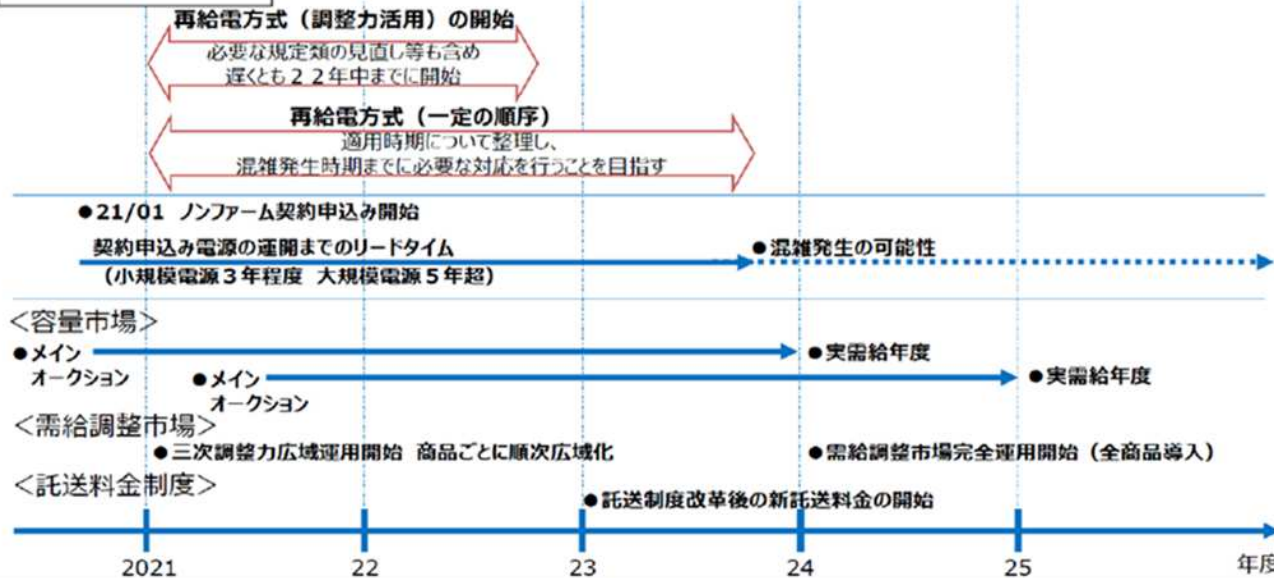 再給電方式（調整力活用）の開始
必要な規定類の見直し等も含め
遅くとも２２年中までに開始
再給電方式（一定の順序）
適用時期について整理し、
混雑発生時期までに必要な対応を行うことを目指す
●21/01 ノンファーム契約申込み開始
契約申込み電源の運開までのリードタイム
（小規模電源３年程度 大規模電源５年超）
●混雑発生の可能性
＜容量市場＞
●メイン
オークション
●実需給年度
●メイン
オークション
●実需給年度
＜需給調整市場＞
●三次調整力広域運用開始 商品ごとに順次広域化
●需給調整市場完全運用開始（全商品導入）
＜託送料金制度＞
●託送制度改革後の新託送料金の開始
2021 22 23 24 25 年度